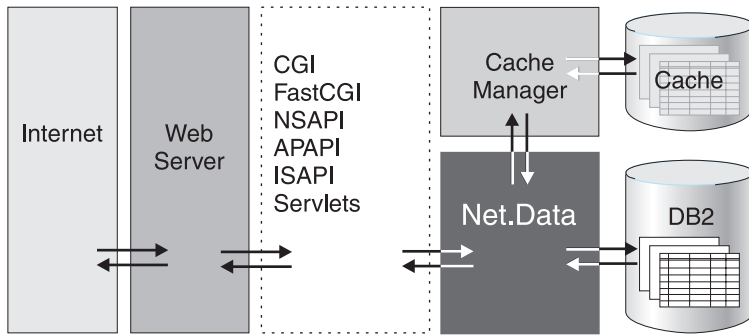 Internet
Web
Server
CGI
FastCGI
NSAPI
APAPI
ISAPI
Servlets
Cache
Manager
Cache
Net.Data
DB2